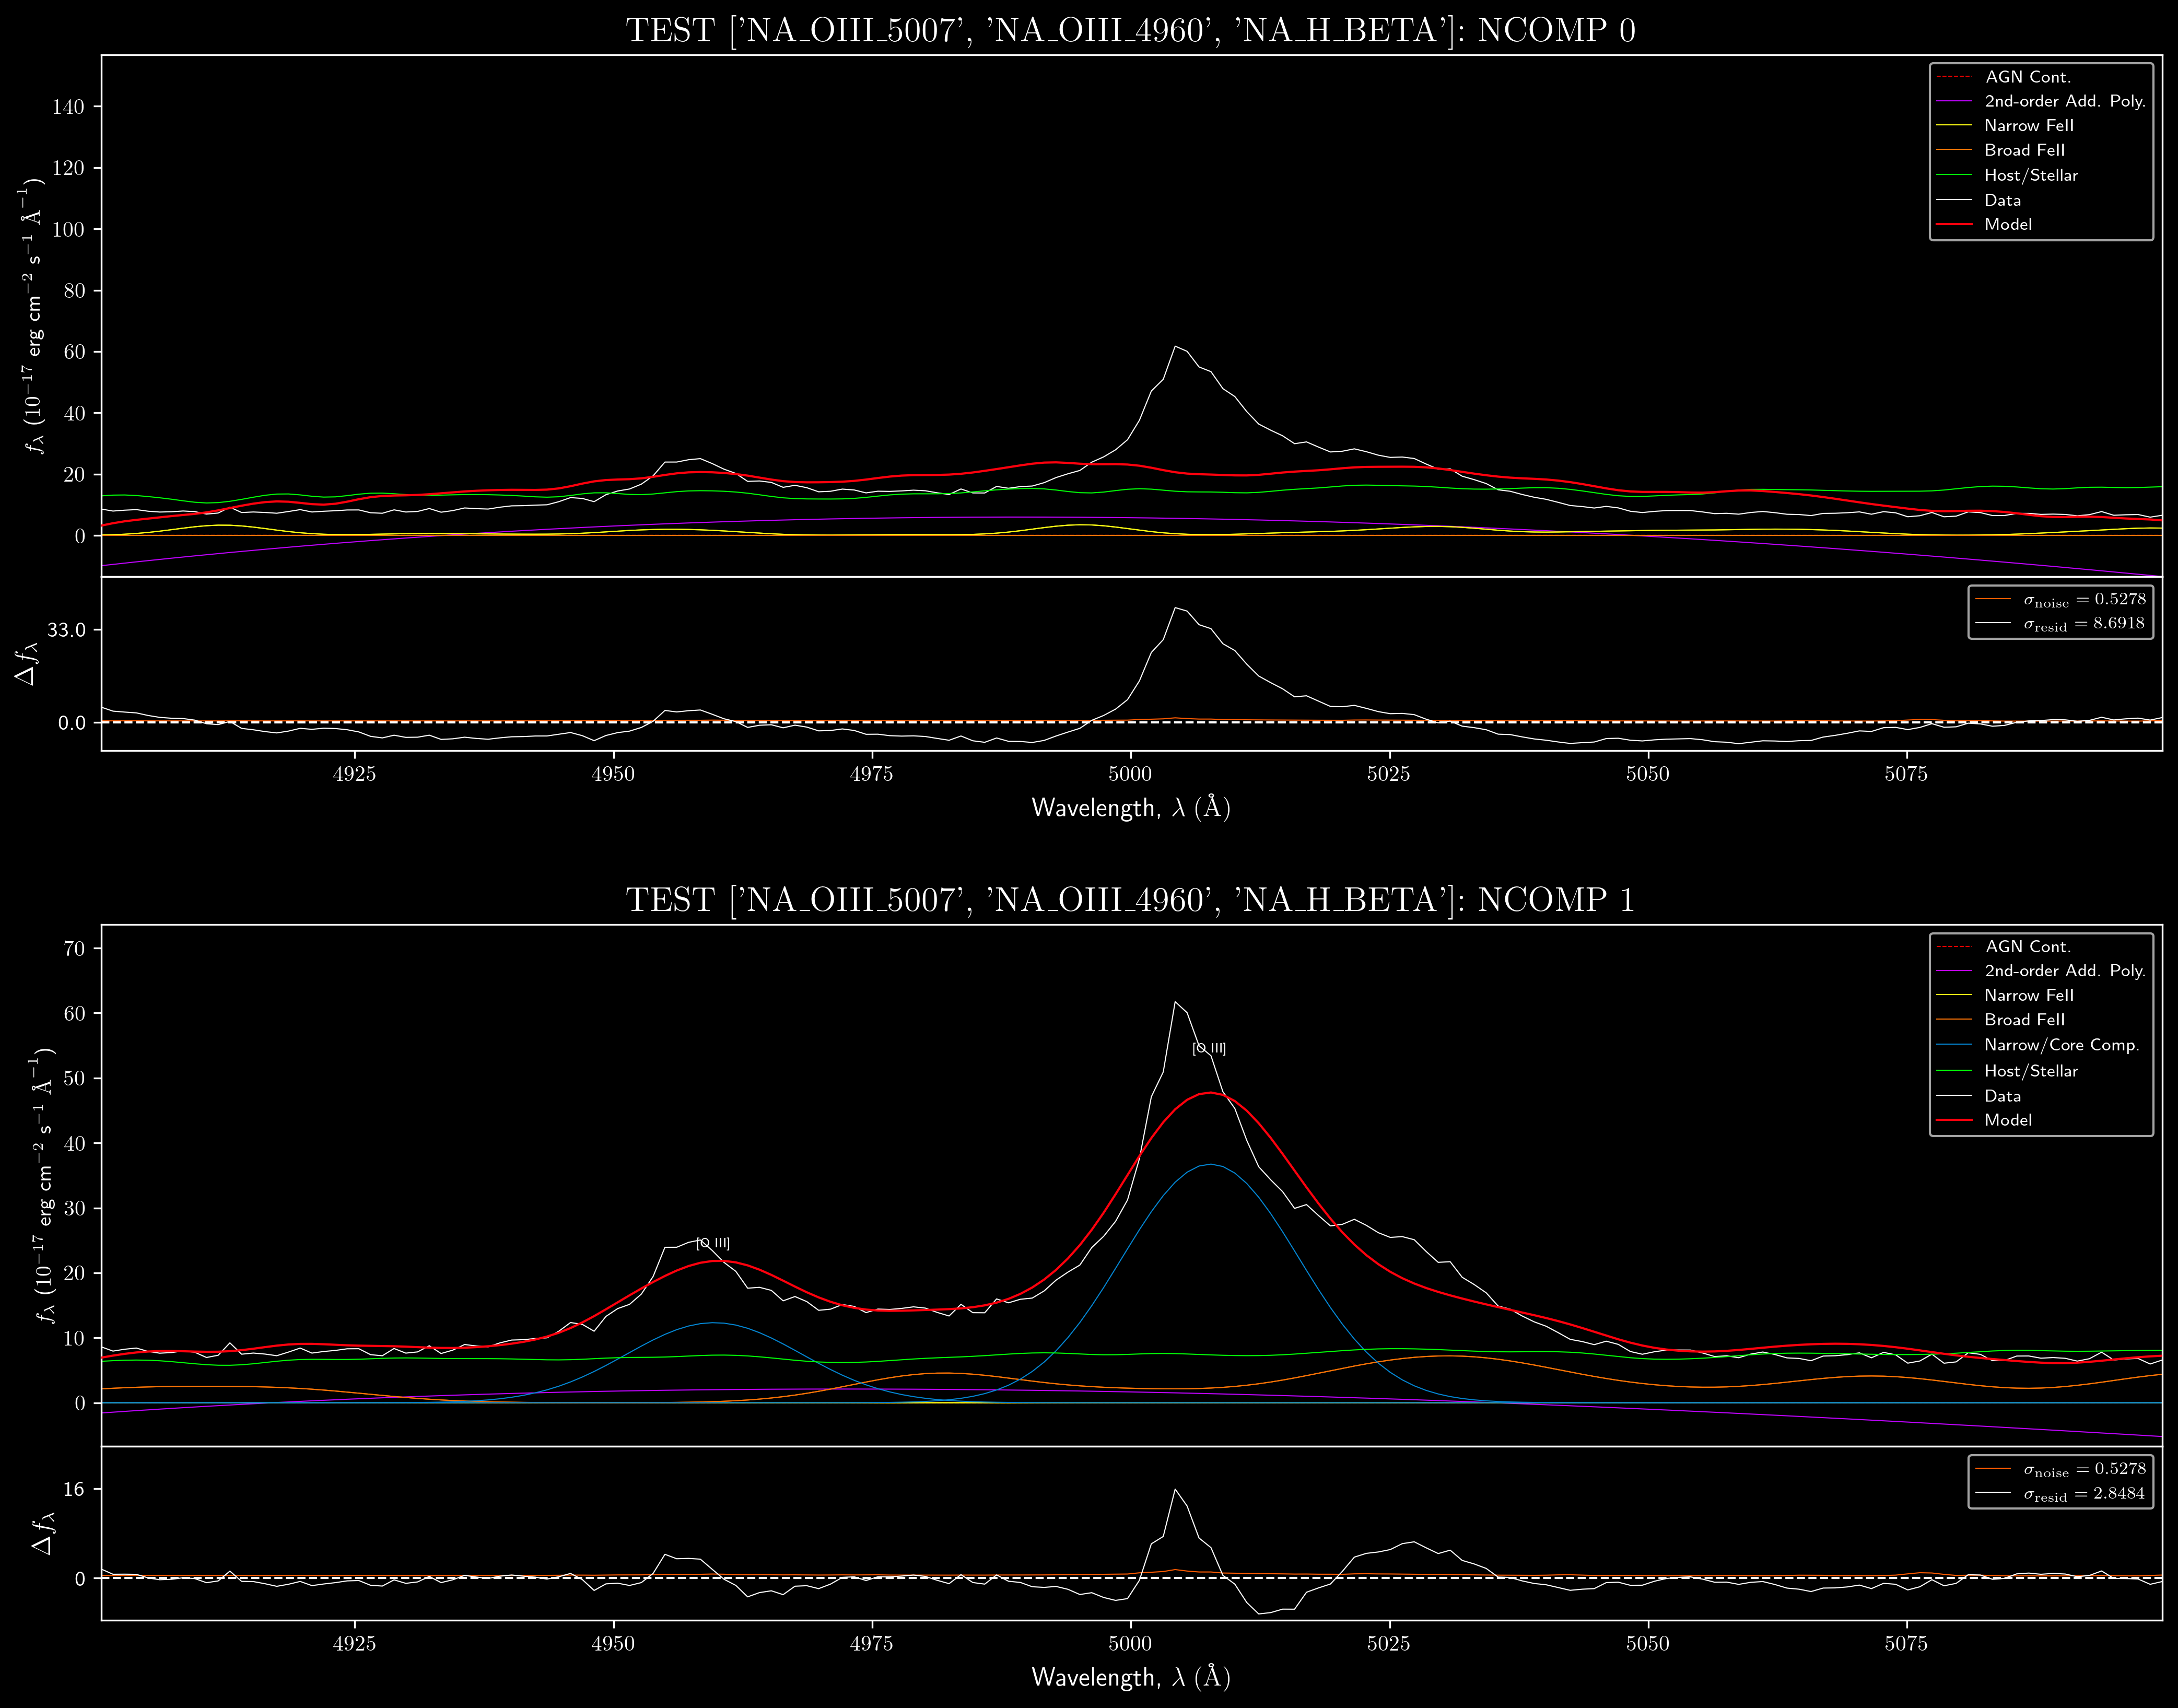 TEST ['NA_OIII_5007', 'NA_OIII_4960', 'NA_H_BETA']: NCOMP 0
140
120
100
80
60
40
20
0
f_λ (10^−17 erg cm^−2 s^−1 Å^−1)
AGN Cont.
2nd-order Add. Poly.
Narrow FeII
Broad FeII
Host/Stellar
Data
Model
33.0
0.0
Δf_λ
σ_noise = 0.5278
σ_resid = 8.6918
4925 4950 4975 5000 5025 5050 5075
Wavelength, λ (Å)
TEST ['NA_OIII_5007', 'NA_OIII_4960', 'NA_H_BETA']: NCOMP 1
70
60
50
40
30
20
10
0
f_λ (10^−17 erg cm^−2 s^−1 Å^−1)
[O III]
[O III]
AGN Cont.
2nd-order Add. Poly.
Narrow FeII
Broad FeII
Narrow/Core Comp.
Host/Stellar
Data
Model
16
0
Δf_λ
σ_noise = 0.5278
σ_resid = 2.8484
4925 4950 4975 5000 5025 5050 5075
Wavelength, λ (Å)